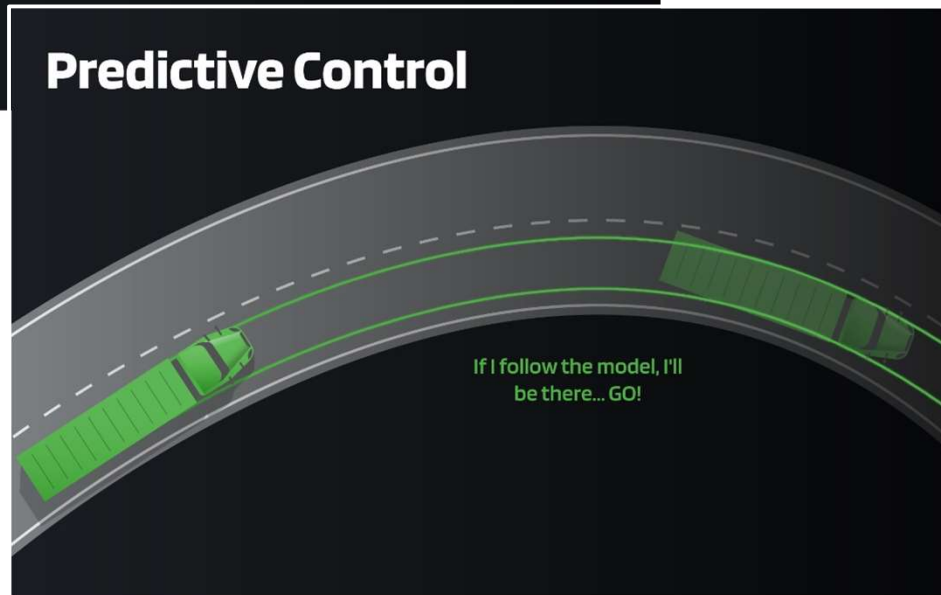 Predictive Control
If I follow the model, I'll
be there... GO!